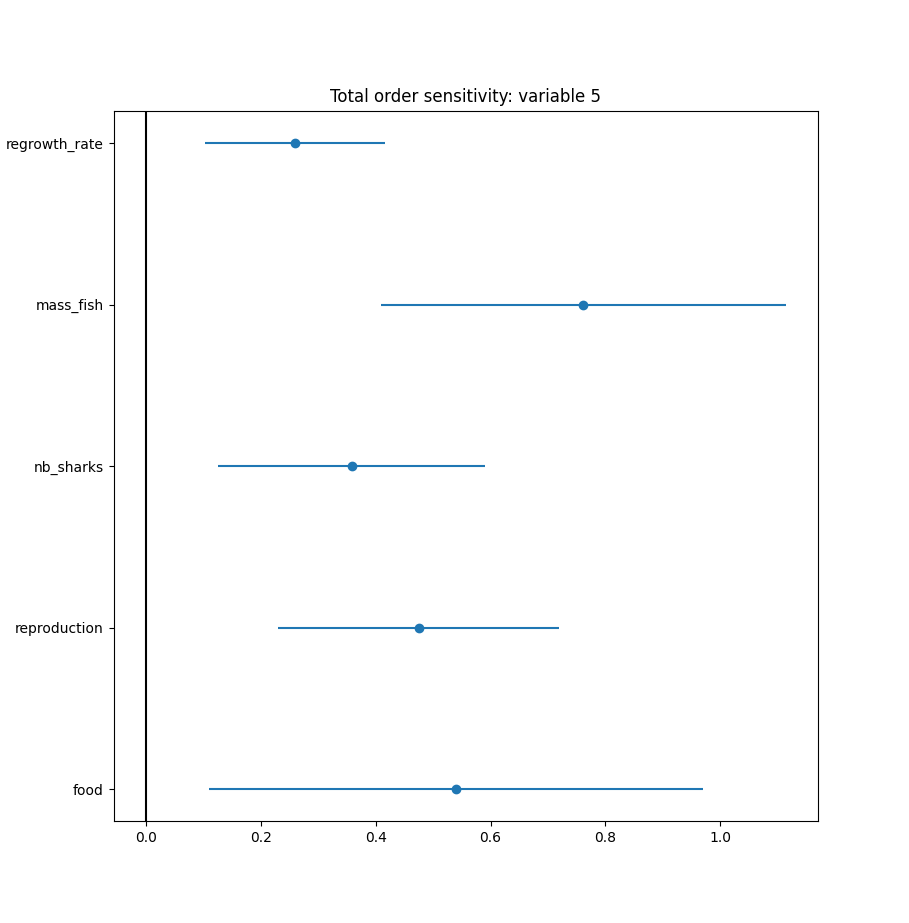 Total order sensitivity: variable 5
regrowth_rate
mass_fish
nb_sharks
reproduction
food
0.0 0.2 0.4 0.6 0.8 1.0